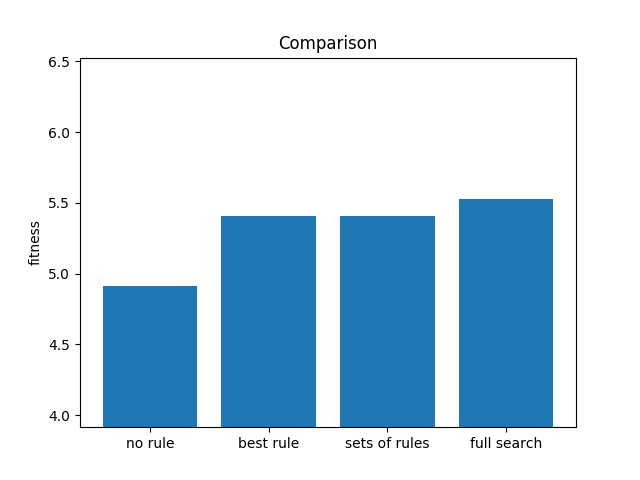 Comparison
6.5
6.0
5.5
5.0
4.5
4.0
fitness
no rule
best rule
sets of rules
full search